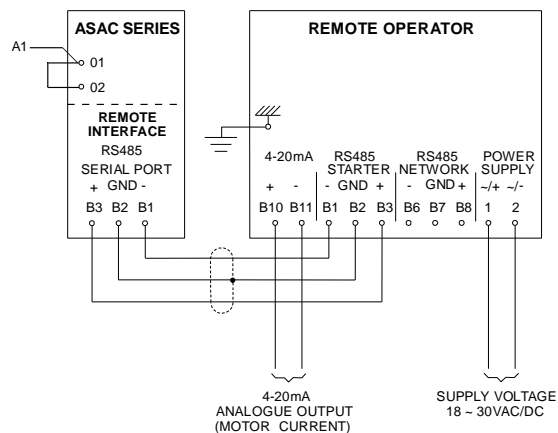 ASAC SERIES
A1
01
02
REMOTE
INTERFACE
RS485
SERIAL PORT
+ GND -
B3 B2 B1
REMOTE OPERATOR
4-20mA
RS485
STARTER
RS485
NETWORK
POWER
SUPPLY
+ - - GND + - GND + ~/+ ~/-
B10 B11 B1 B2 B3 B6 B7 B8 1 2
4-20mA
ANALOGUE OUTPUT
(MOTOR CURRENT)
SUPPLY VOLTAGE
18 ~ 30VAC/DC